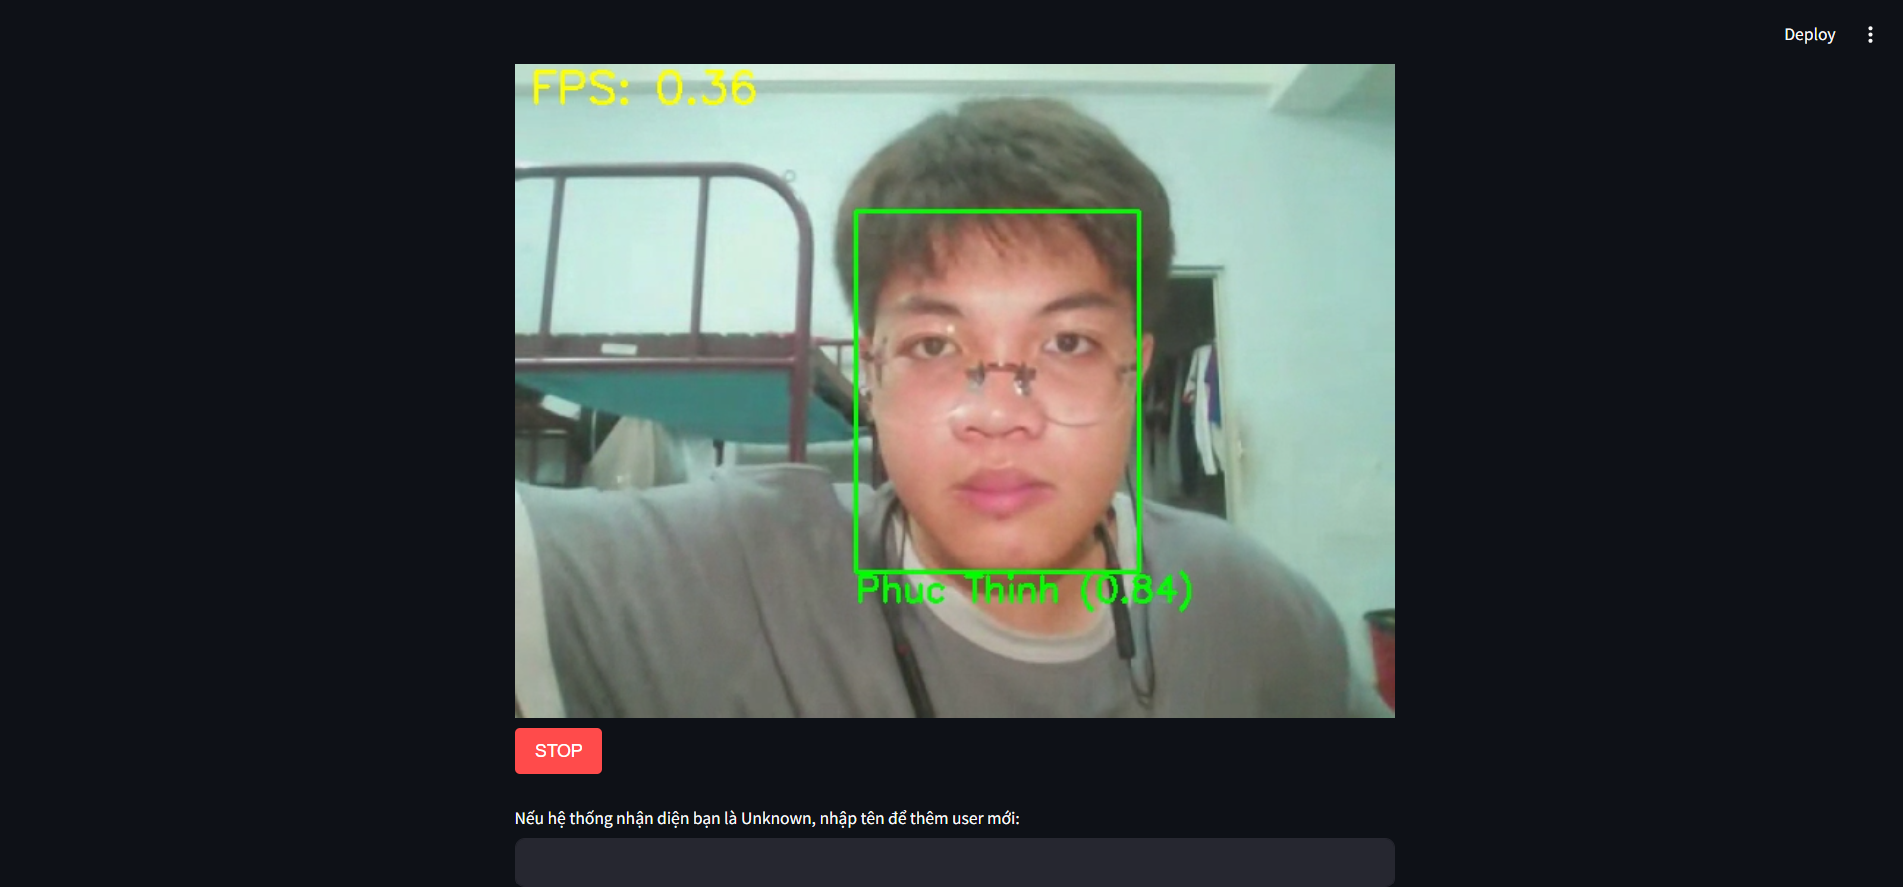 Deploy
FPS: 0.36
Phuc Thinh (0.84)
STOP
Nếu hệ thống nhận diện bạn là Unknown, nhập tên để thêm user mới: